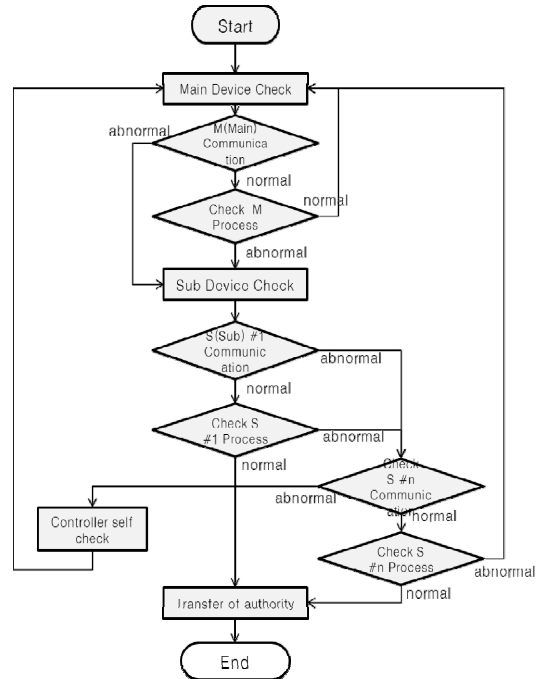 Start
Main Device Check
abnormal
M(Main)
Communica
tion
normal
normal
Check M
Process
abnormal
Sub Device Check
S(Sub) #1
Communic
ation
abnormal
normal
Check S
#1 Process
abnormal
normal
Check
S #n
Communic
ation
abnormal
normal
Controller self
check
Check S
#n Process
abnormal
normal
Transfer of authority
End